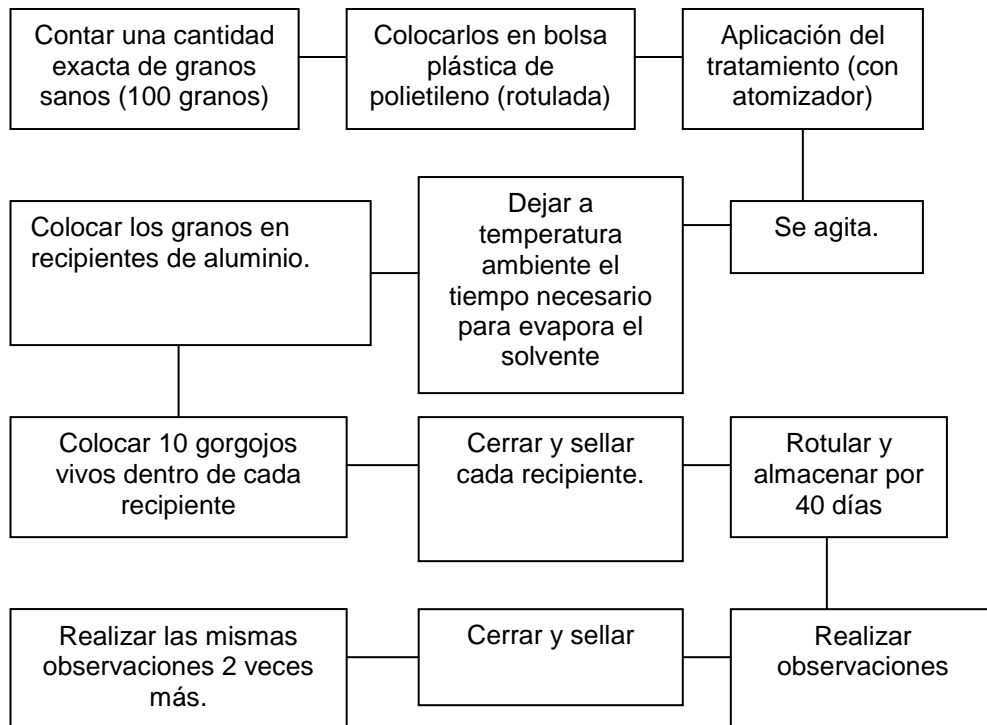 Contar una cantidad
exacta de granos
sanos (100 granos)
Colocarlos en bolsa
plástica de
polietileno (rotulada)
Aplicación del
tratamiento (con
atomizador)
Se agita.
Dejar a
temperatura
ambiente el
tiempo necesario
para evapora el
solvente
Colocar los granos en
recipientes de aluminio.
Colocar 10 gorgojos
vivos dentro de cada
recipiente
Cerrar y sellar
cada recipiente.
Rotular y
almacenar por
40 días
Realizar
observaciones
Cerrar y sellar
Realizar las mismas
observaciones 2 veces
más.